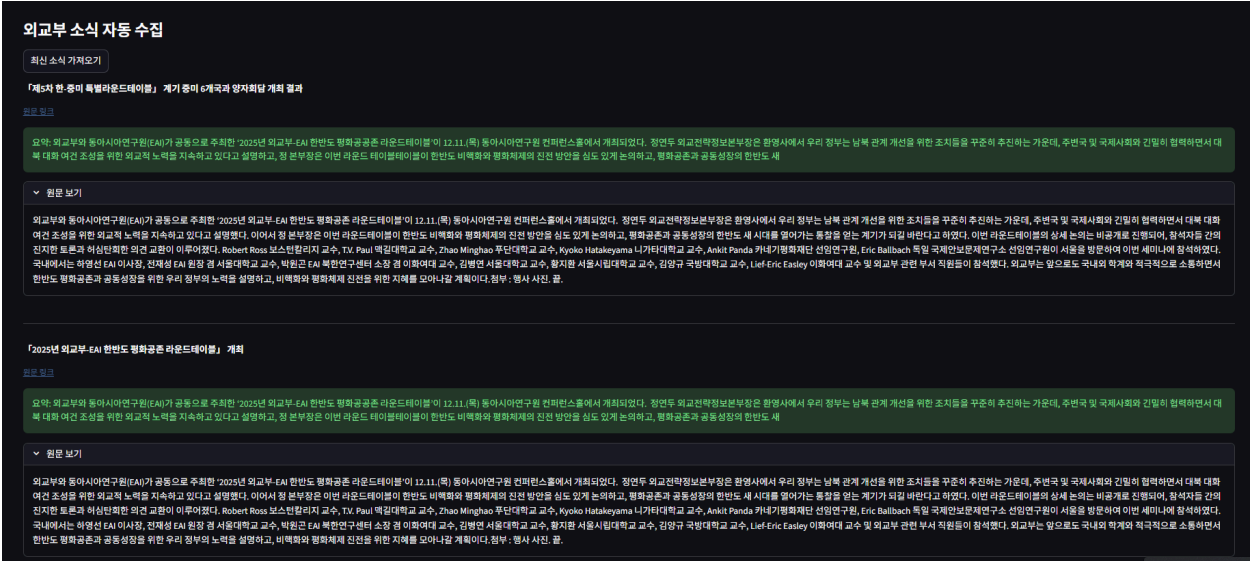 외교부 소식 자동 수집
최신 소식 가져오기
「제5차 한-중미 특별라운드테이블」 계기 중미 6개국과 양자회담 개최 결과
원문 링크
요약: 외교부와 동아시아연구원(EAI)가 공동으로 주최한 '2025년 외교부-EAI 한반도 평화공존 라운드테이블'이 12.11.(목) 동아시아연구원 컨퍼런스홀에서 개최되었다. 정연두 외교전략정보본부장은 환영사에서 우리 정부는 남북 관계 개선을 위한 조치들을 꾸준히 추진하는 가운데, 주변국 및 국제사회와 긴밀히 협력하면서 대
북 대화 여건 조성을 위한 외교적 노력을 지속하고 있다고 설명하고, 정 본부장은 이번 라운드 테이블테이블이 한반도 비핵화와 평화체제의 진전 방안을 심도 있게 논의하고, 평화공존과 공동성장의 한반도 새
원문 보기
외교부와 동아시아연구원(EAI)가 공동으로 주최한 '2025년 외교부-EAI 한반도 평화공존 라운드테이블'이 12.11.(목) 동아시아연구원 컨퍼런스홀에서 개최되었다. 정연두 외교전략정보본부장은 환영사에서 우리 정부는 남북 관계 개선을 위한 조치들을 꾸준히 추진하는 가운데, 주변국 및 국제사회와 긴밀히 협력하면서 대북 대화
여건 조성을 위한 외교적 노력을 지속하고 있다고 설명했다. 이어서 정 본부장은 이번 라운드테이블이 한반도 비핵화와 평화체제의 진전 방안을 심도 있게 논의하고, 평화공존과 공동성장의 한반도 새 시대를 열어가는 통찰을 얻는 계기가 되길 바란다고 하였다. 이번 라운드테이블의 상세 논의는 비공개로 진행되어, 참석자들 간의
진지한 토론과 허심탄회한 의견 교환이 이루어졌다. Robert Ross 보스턴칼리지 교수, T.V. Paul 맥길대학교 교수, Zhao Minghao 푸단대학교 교수, Kyoko Hatakeyama 니가타대학교 교수, Ankit Panda 카네기평화재단 선임연구원, Eric Ballbach 독일 국제안보문제연구소 선임연구원이 서울을 방문하여 이번 세미나에 참석하였다.
국내에서는 하영선 EAI 이사장, 전재성 EAI 원장 겸 서울대학교 교수, 박원곤 EAI 북한연구센터 소장 겸 이화여대 교수, 김병연 서울대학교 교수, 황지환 서울시립대학교 교수, 김양규 국방대학교 교수, Lief-Eric Easley 이화여대 교수 및 외교부 관련 부서 직원들이 참석했다. 외교부는 앞으로도 국내외 학계와 적극적으로 소통하면서
한반도 평화공존과 공동성장을 위한 우리 정부의 노력을 설명하고, 비핵화와 평화체제 진전을 위한 지혜를 모아나갈 계획이다.첨부 : 행사 사진. 끝.
「2025년 외교부-EAI 한반도 평화공존 라운드테이블」 개최
원문 링크
요약: 외교부와 동아시아연구원(EAI)가 공동으로 주최한 '2025년 외교부-EAI 한반도 평화공존 라운드테이블'이 12.11.(목) 동아시아연구원 컨퍼런스홀에서 개최되었다. 정연두 외교전략정보본부장은 환영사에서 우리 정부는 남북 관계 개선을 위한 조치들을 꾸준히 추진하는 가운데, 주변국 및 국제사회와 긴밀히 협력하면서 대
북 대화 여건 조성을 위한 외교적 노력을 지속하고 있다고 설명하고, 정 본부장은 이번 라운드 테이블테이블이 한반도 비핵화와 평화체제의 진전 방안을 심도 있게 논의하고, 평화공존과 공동성장의 한반도 새
원문 보기
외교부와 동아시아연구원(EAI)가 공동으로 주최한 '2025년 외교부-EAI 한반도 평화공존 라운드테이블'이 12.11.(목) 동아시아연구원 컨퍼런스홀에서 개최되었다. 정연두 외교전략정보본부장은 환영사에서 우리 정부는 남북 관계 개선을 위한 조치들을 꾸준히 추진하는 가운데, 주변국 및 국제사회와 긴밀히 협력하면서 대북 대화
여건 조성을 위한 외교적 노력을 지속하고 있다고 설명했다. 이어서 정 본부장은 이번 라운드테이블이 한반도 비핵화와 평화체제의 진전 방안을 심도 있게 논의하고, 평화공존과 공동성장의 한반도 새 시대를 열어가는 통찰을 얻는 계기가 되길 바란다고 하였다. 이번 라운드테이블의 상세 논의는 비공개로 진행되어, 참석자들 간의
진지한 토론과 허심탄회한 의견 교환이 이루어졌다. Robert Ross 보스턴칼리지 교수, T.V. Paul 맥길대학교 교수, Zhao Minghao 푸단대학교 교수, Kyoko Hatakeyama 니가타대학교 교수, Ankit Panda 카네기평화재단 선임연구원, Eric Ballbach 독일 국제안보문제연구소 선임연구원이 서울을 방문하여 이번 세미나에 참석하였다.
국내에서는 하영선 EAI 이사장, 전재성 EAI 원장 겸 서울대학교 교수, 박원곤 EAI 북한연구센터 소장 겸 이화여대 교수, 김병연 서울대학교 교수, 황지환 서울시립대학교 교수, 김양규 국방대학교 교수, Lief-Eric Easley 이화여대 교수 및 외교부 관련 부서 직원들이 참석했다. 외교부는 앞으로도 국내외 학계와 적극적으로 소통하면서
한반도 평화공존과 공동성장을 위한 우리 정부의 노력을 설명하고, 비핵화와 평화체제 진전을 위한 지혜를 모아나갈 계획이다.첨부 : 행사 사진. 끝.